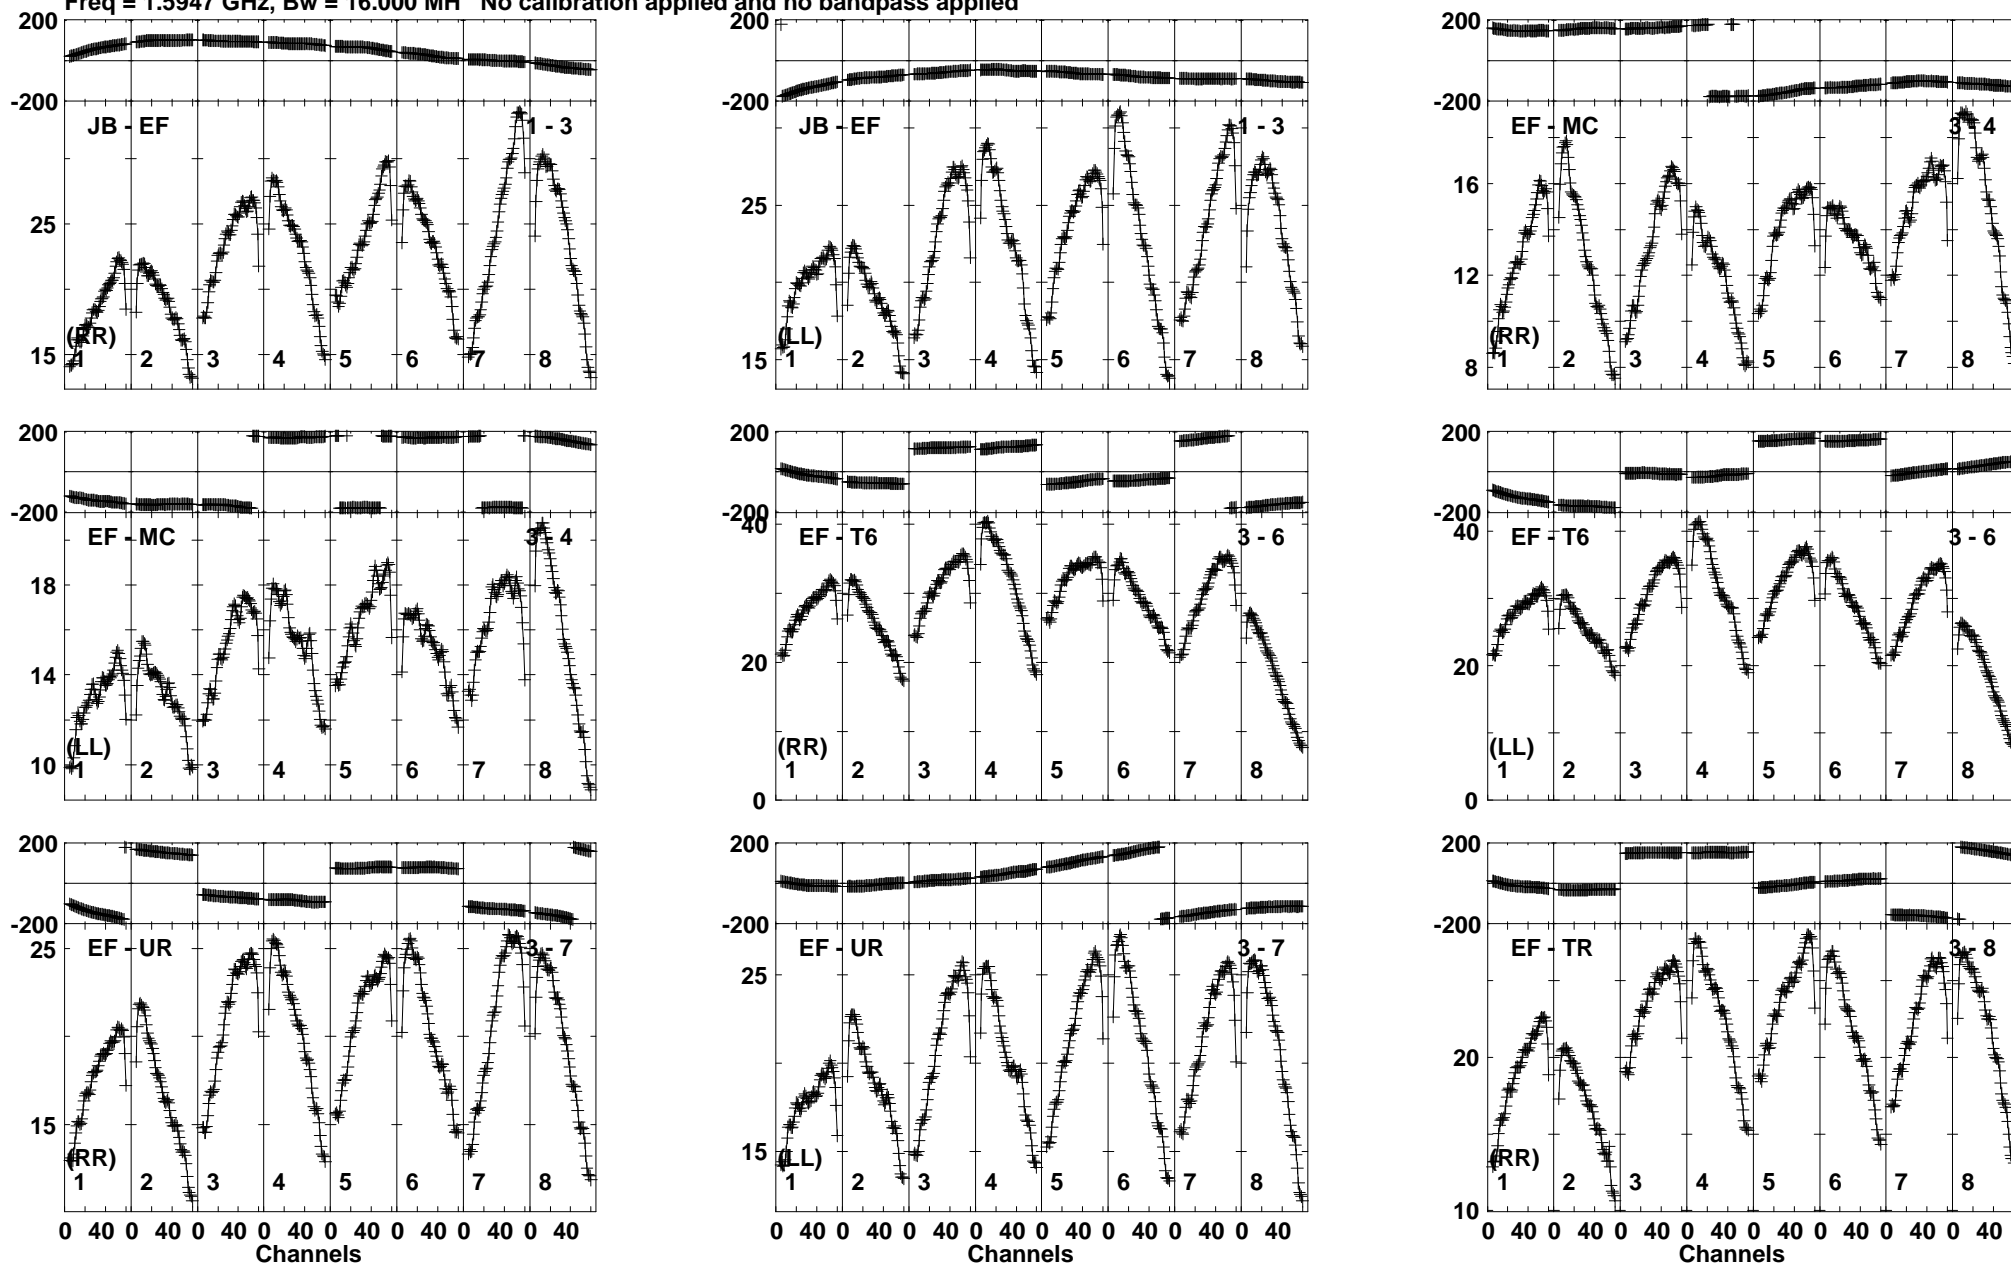 Freq = 1.5947 GHz, Bw = 16.000 MH No calibration applied and no bandpass applied
200 200 200
-200 -200 -200
JB - EF 1 - 3 JB - EF 1 - 3 EF - MC 3 - 4
16
25 25
12
(RR) (LL) (RR)
15 1 2 3 4 5 6 7 8 15 1 2 3 4 5 6 7 8 8 1 2 3 4 5 6 7 8
200 200 200
-200 -200 -200
EF - MC 3 - 4 40 EF - T6 3 - 6 40 EF - T6 3 - 6
18
14 20 20
(LL) (RR) (LL)
10 1 2 3 4 5 6 7 8 1 2 3 4 5 6 7 8 1 2 3 4 5 6 7 8
0 0
200 200 200
-200 -200 -200
25 EF - UR 3 - 7 25 EF - UR 3 - 7 EF - TR 3 - 8
20
15 15
(RR) (LL) (RR)
1 2 3 4 5 6 7 8 1 2 3 4 5 6 7 8 1 2 3 4 5 6 7 8
10
0 40 0 40 0 40 0 40 0 40 0 40 0 40 0 40 0 40 0 40 0 40 0 40 0 40 0 40 0 40 0 40 0 40 0 40 0 40 0 40 0 40 0 40 0 40 0 40
Channels Channels Channels